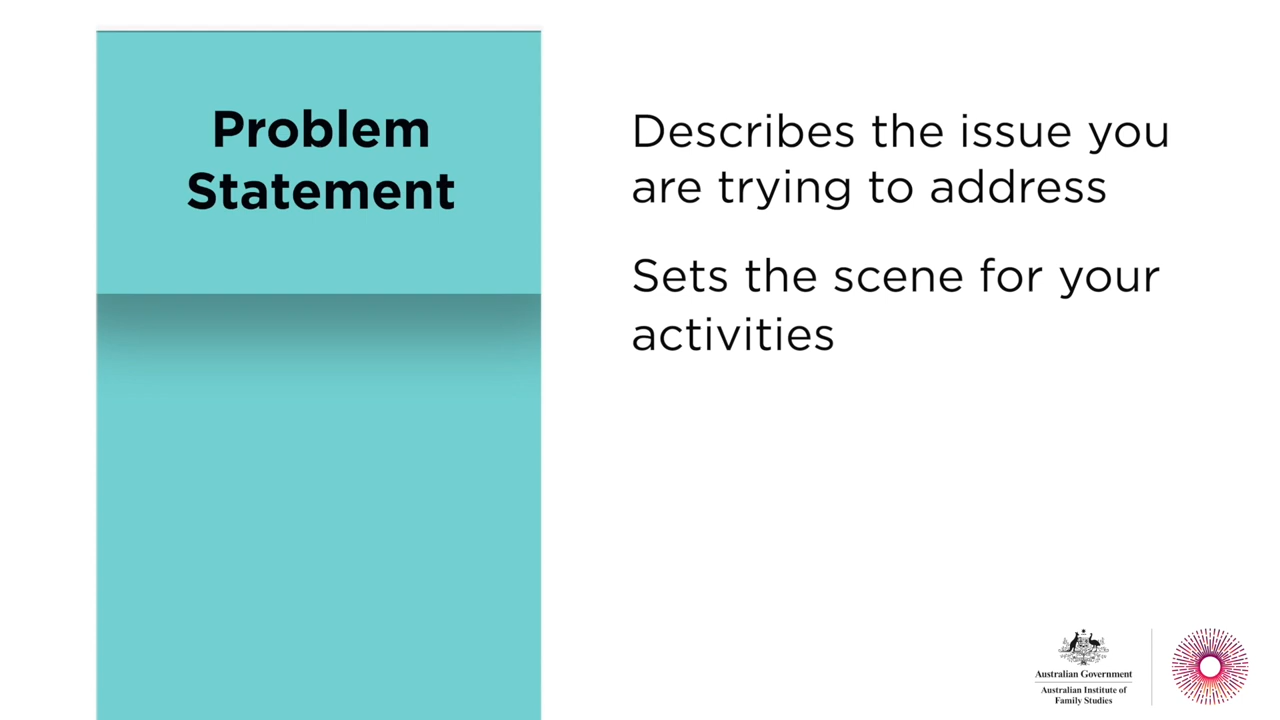 Problem
Statement
Describes the issue you
are trying to address
Sets the scene for your
activities
Australian Government
Australian Institute of
Family Studies